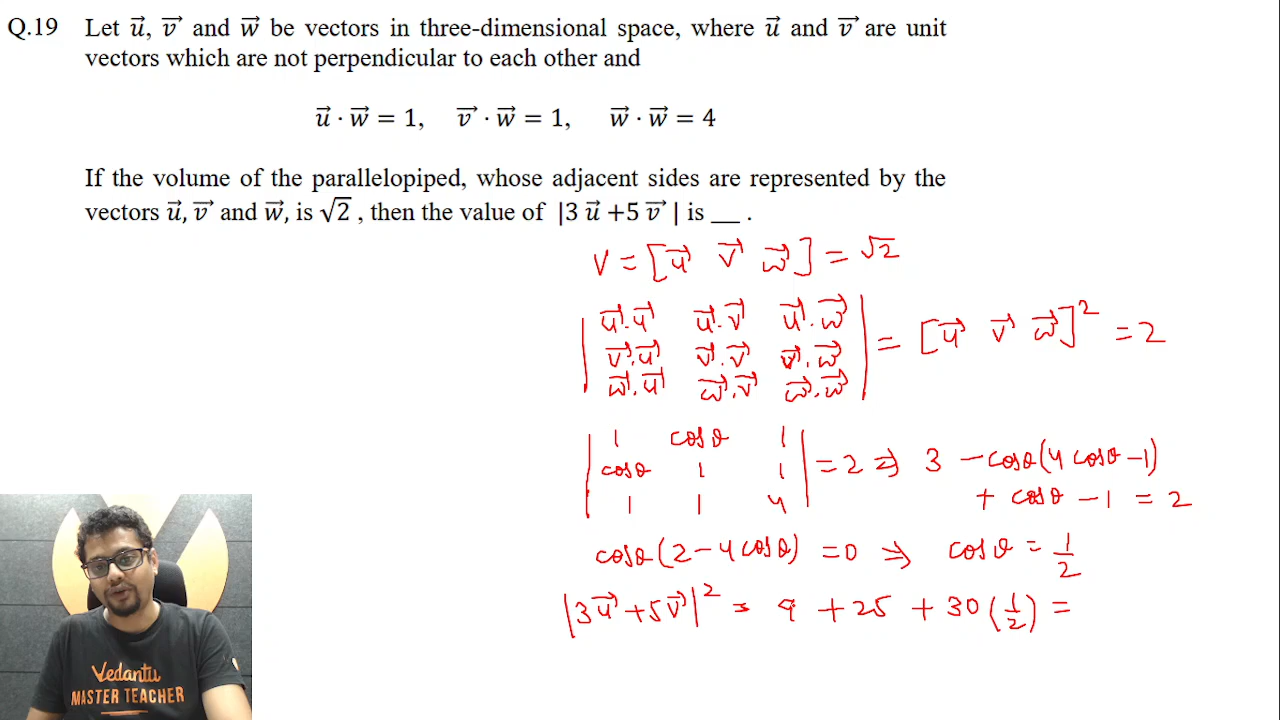 Q.19 Let u⃗, v⃗ and w⃗ be vectors in three-dimensional space, where u⃗ and v⃗ are unit
vectors which are not perpendicular to each other and
u⃗ · w⃗ = 1, v⃗ · w⃗ = 1, w⃗ · w⃗ = 4
If the volume of the parallelopiped, whose adjacent sides are represented by the
vectors u⃗, v⃗ and w⃗, is √2 , then the value of |3 u⃗ +5 v⃗ | is __ .
V = [u⃗ v⃗ w⃗] = √2
| u⃗.u⃗ u⃗.v⃗ u⃗.w⃗ |
| v⃗.u⃗ v⃗.v⃗ v⃗.w⃗ | = [u⃗ v⃗ w⃗]² = 2
| w⃗.u⃗ w⃗.v⃗ w⃗.w⃗ |
| 1 cosθ 1 |
| cosθ 1 1 | = 2 ⇒ 3 - cosθ(4 cosθ - 1)
| 1 1 4 | + cosθ - 1 = 2
cosθ(2 - 4 cosθ) = 0 ⇒ cosθ = 1/2
|3u⃗ + 5v⃗|² = 9 + 25 + 30 (1/2) =
Vedantu
MASTER TEACHER